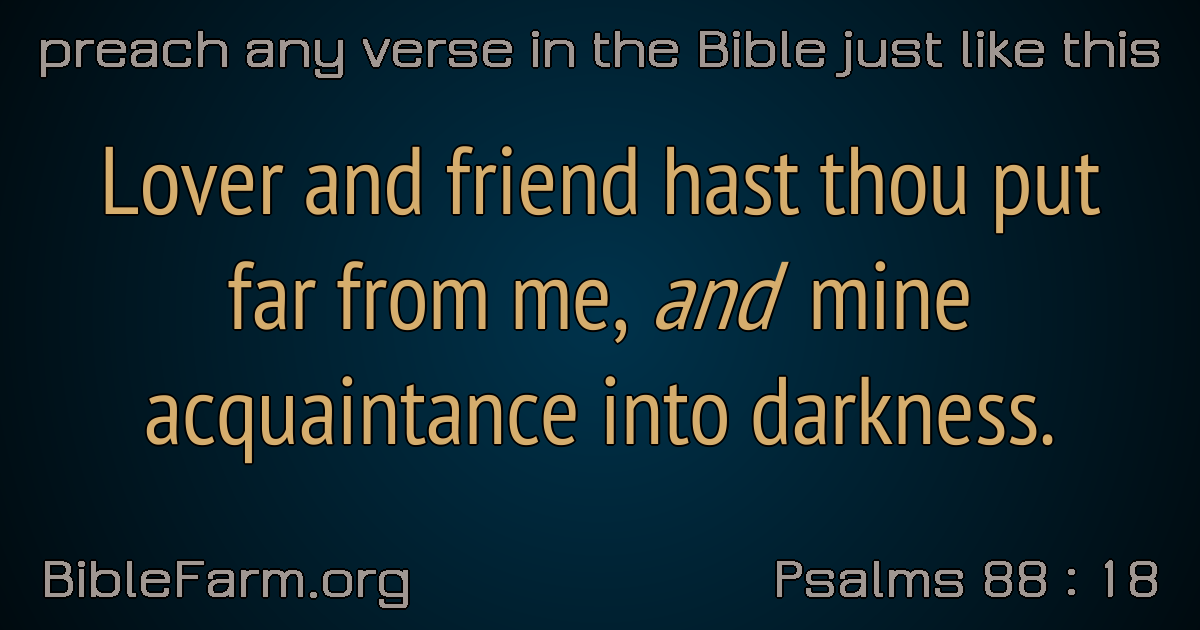 preach any verse in the Bible just like this
Lover and friend hast thou put
far from me, and mine
acquaintance into darkness.
BibleFarm.org
Psalms 88 : 18